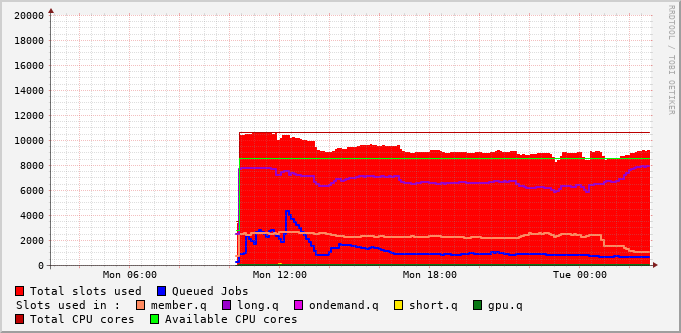 RRDTOOL / TOBI OETIKER
20000
18000
16000
14000
12000
10000
8000
6000
4000
2000
0
Mon 06:00 Mon 12:00 Mon 18:00 Tue 00:00
Total slots used Queued Jobs
Slots used in : member.q long.q ondemand.q short.q gpu.q
Total CPU cores Available CPU cores